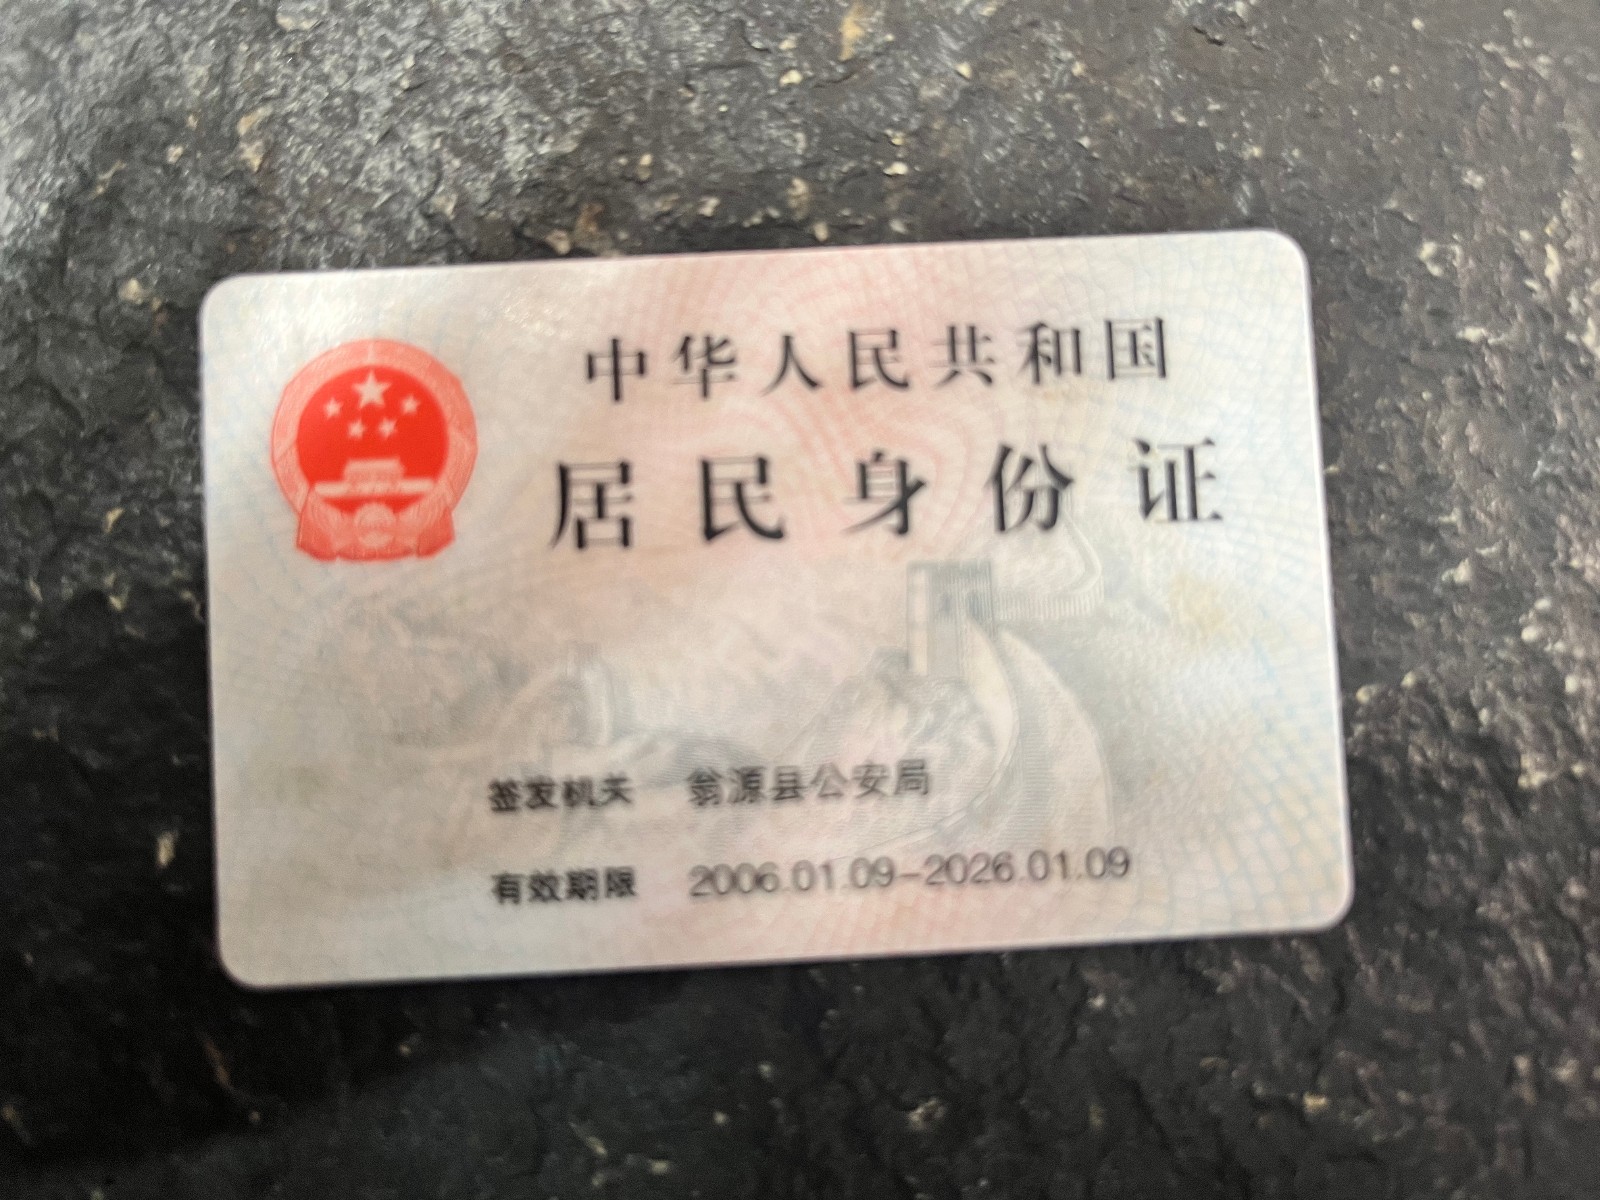 中华人民共和国
居民身份证
签发机关 翁源县公安局
有效期限 2006.01.09-2026.01.09